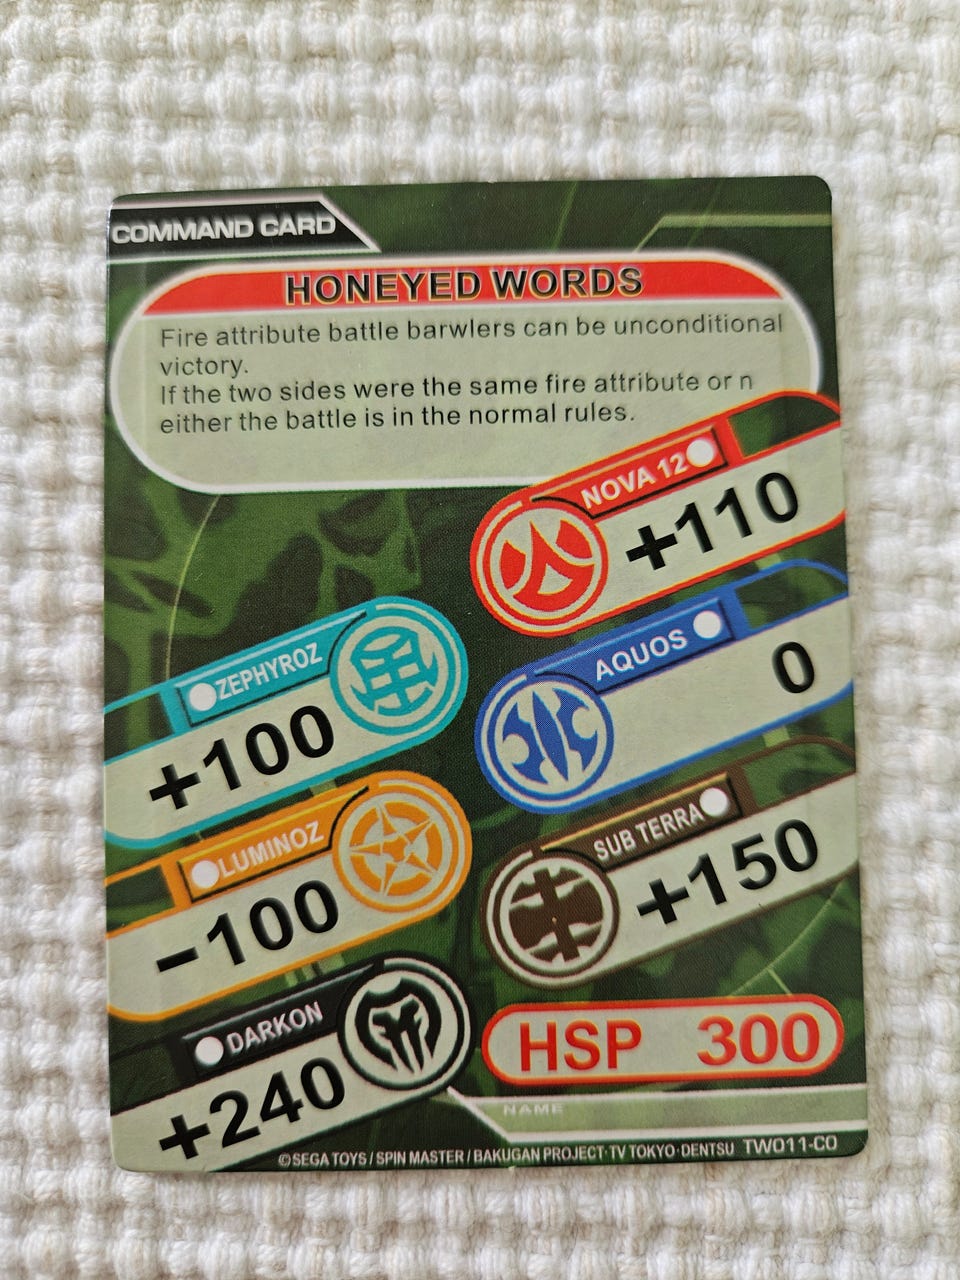 COMMAND CARD
HONEYED WORDS
Fire attribute battle barwlers can be unconditional
victory.
If the two sides were the same fire attribute or n
either the battle is in the normal rules.
NOVA 12
火
+110
AQUOS
水
0
ZEPHYROZ
+100
SUB TERRA
+150
LUMINOZ
-100
DARKON
+240
HSP 300
NAME
©SEGA TOYS / SPIN MASTER / BAKUGAN PROJECT·TV TOKYO·DENTSU TW011-CO